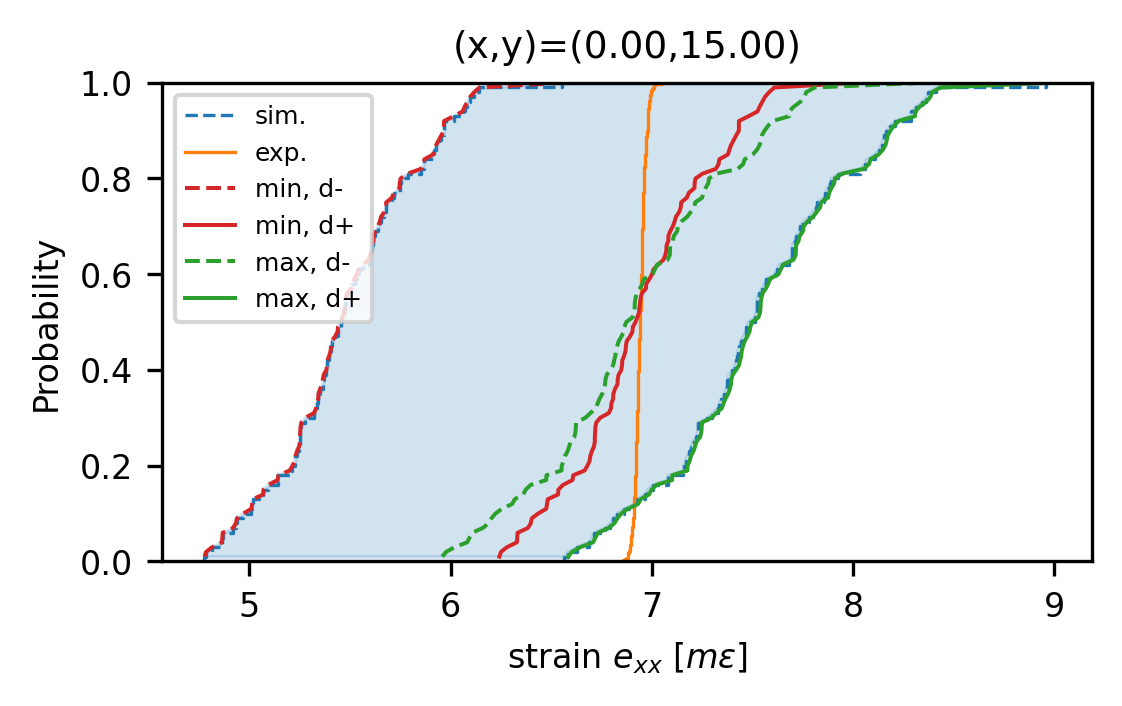 (x,y)=(0.00,15.00)
1.0
0.8
0.6
0.4
0.2
0.0
Probability
sim.
exp.
min, d-
min, d+
max, d-
max, d+
5 6 7 8 9
strain $e_{xx}$ [$m\varepsilon$]